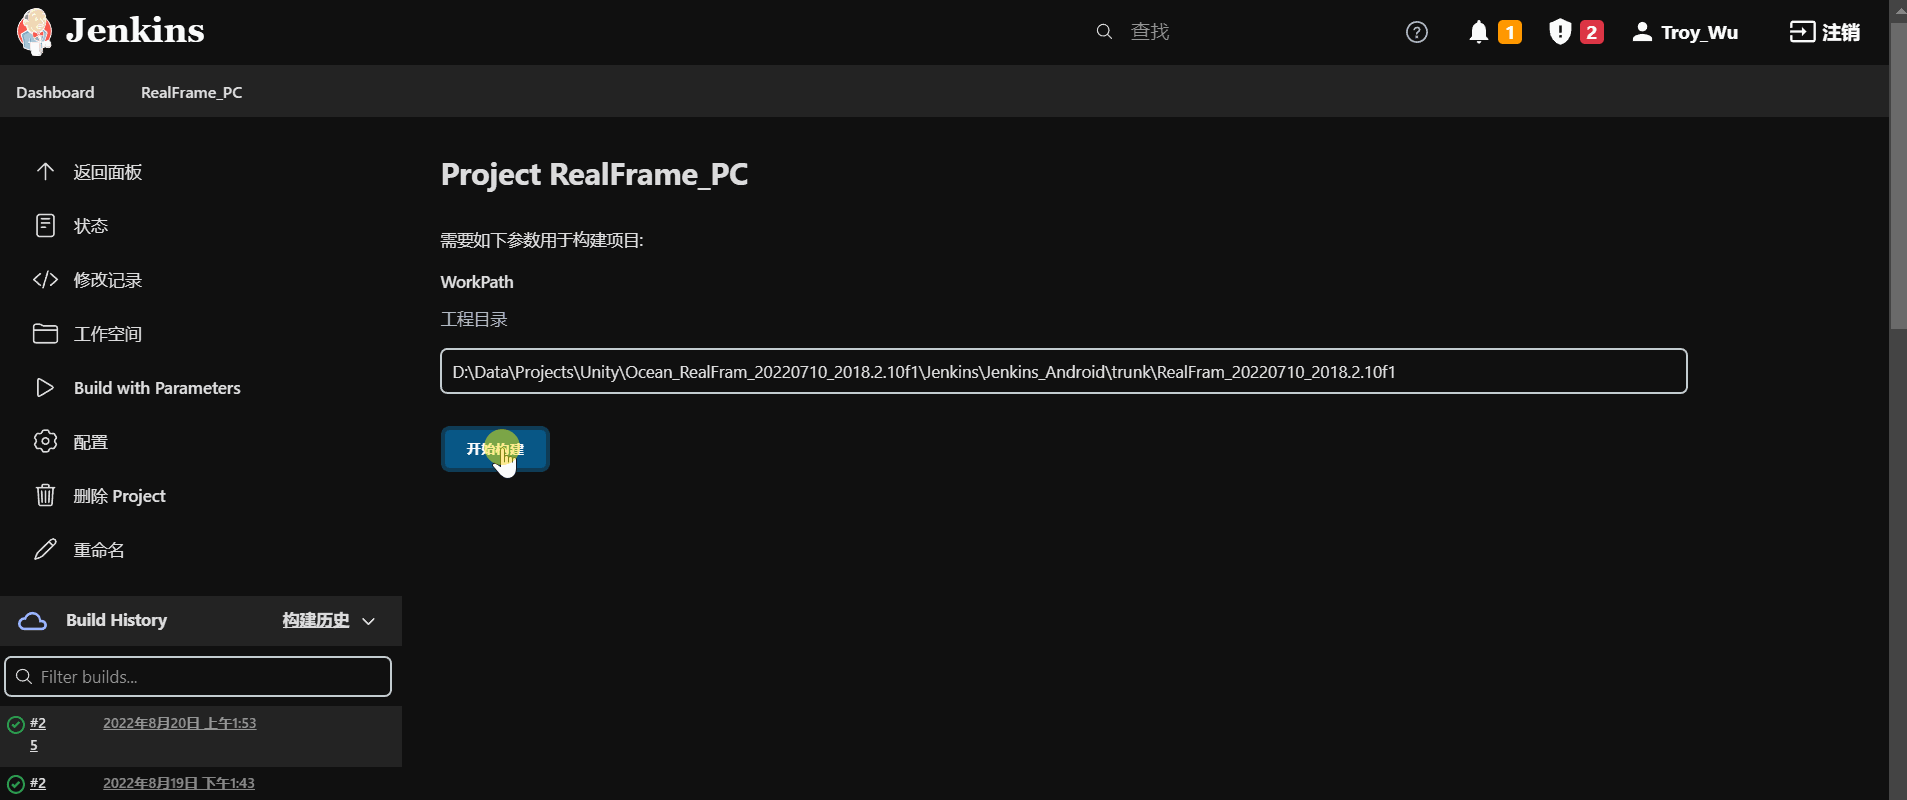 Jenkins
查找
1
2
Troy_Wu
注销
Dashboard
RealFrame_PC
返回面板
状态
修改记录
工作空间
Build with Parameters
配置
删除 Project
重命名
Build History
构建历史
Filter builds...
#2
5
2022年8月20日 上午1:53
#2
2022年8月19日 下午1:43
Project RealFrame_PC
需要如下参数用于构建项目:
WorkPath
工程目录
D:\Data\Projects\Unity\Ocean_RealFram_20220710_2018.2.10f1\Jenkins\Jenkins_Android\trunk\RealFram_20220710_2018.2.10f1
开始构建